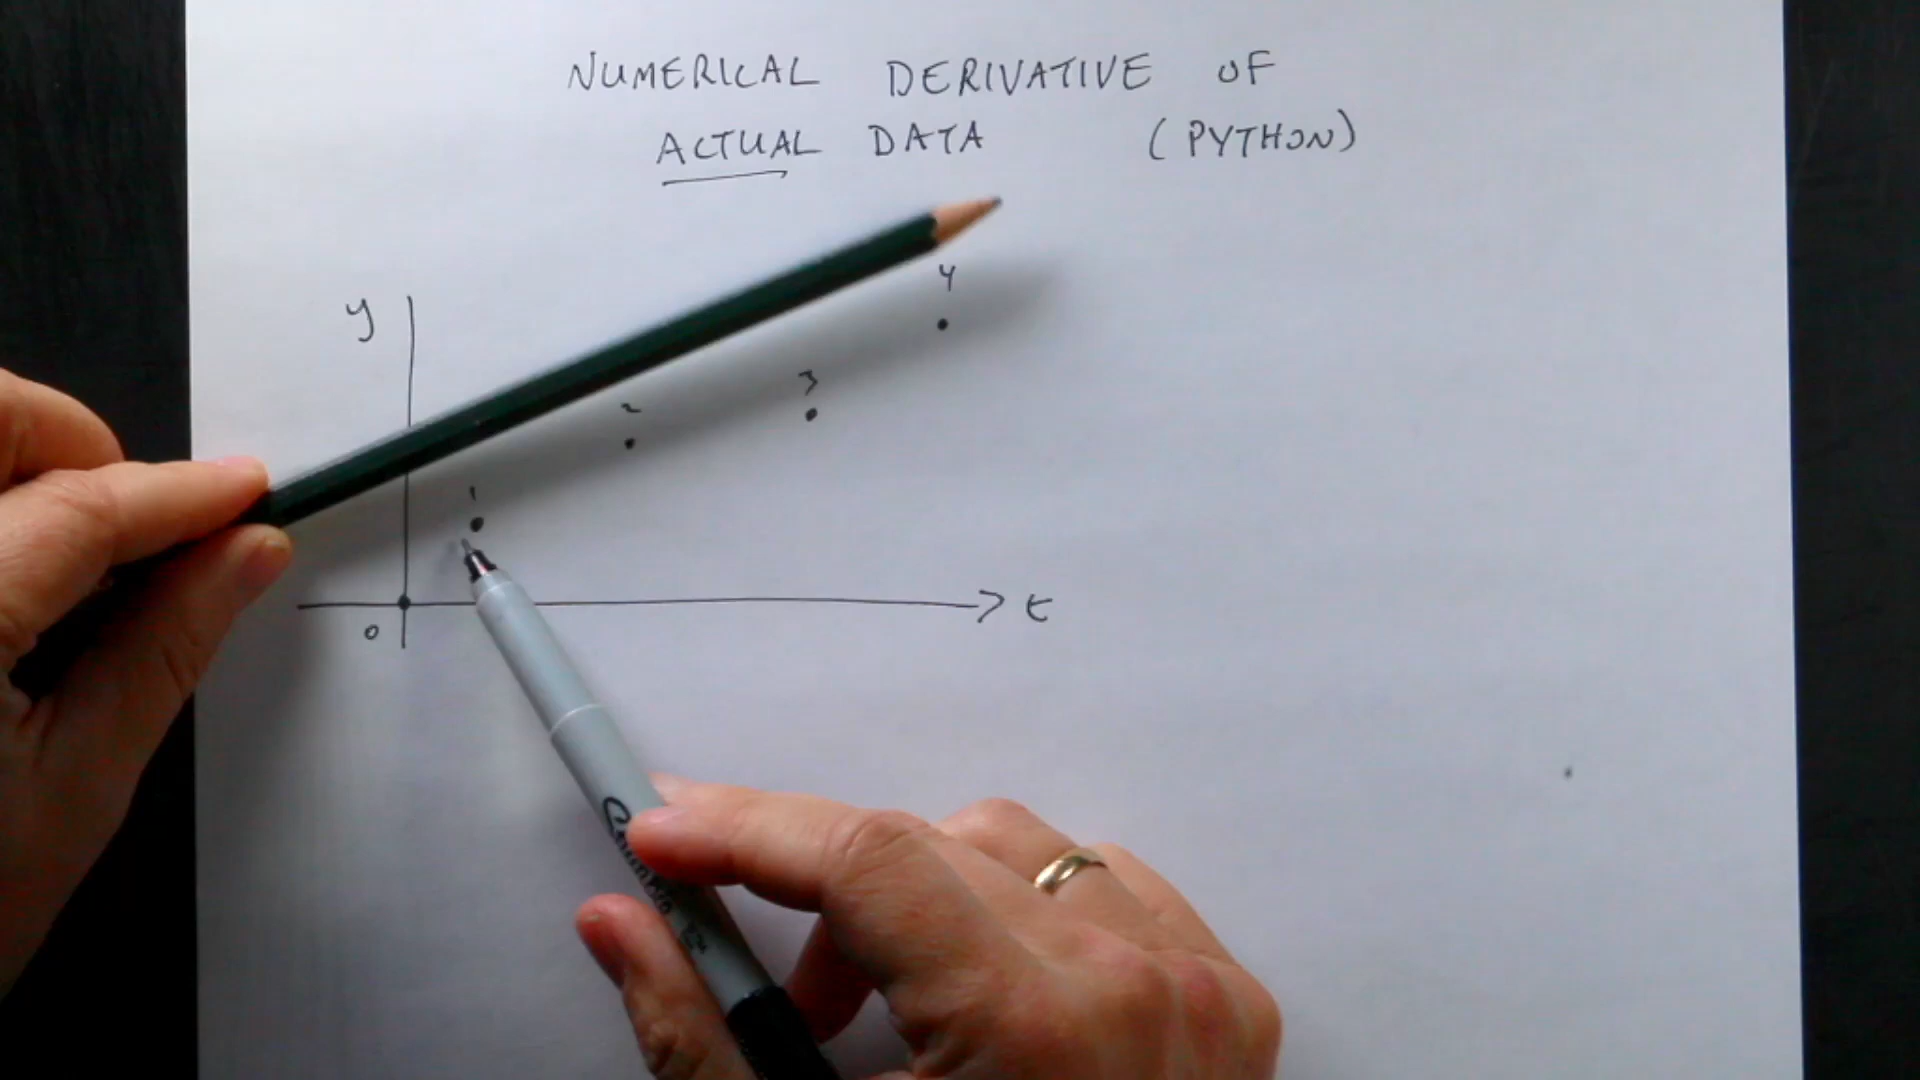 NUMERICAL DERIVATIVE OF
ACTUAL DATA (PYTHON)
y
4
3
2
1
0
t